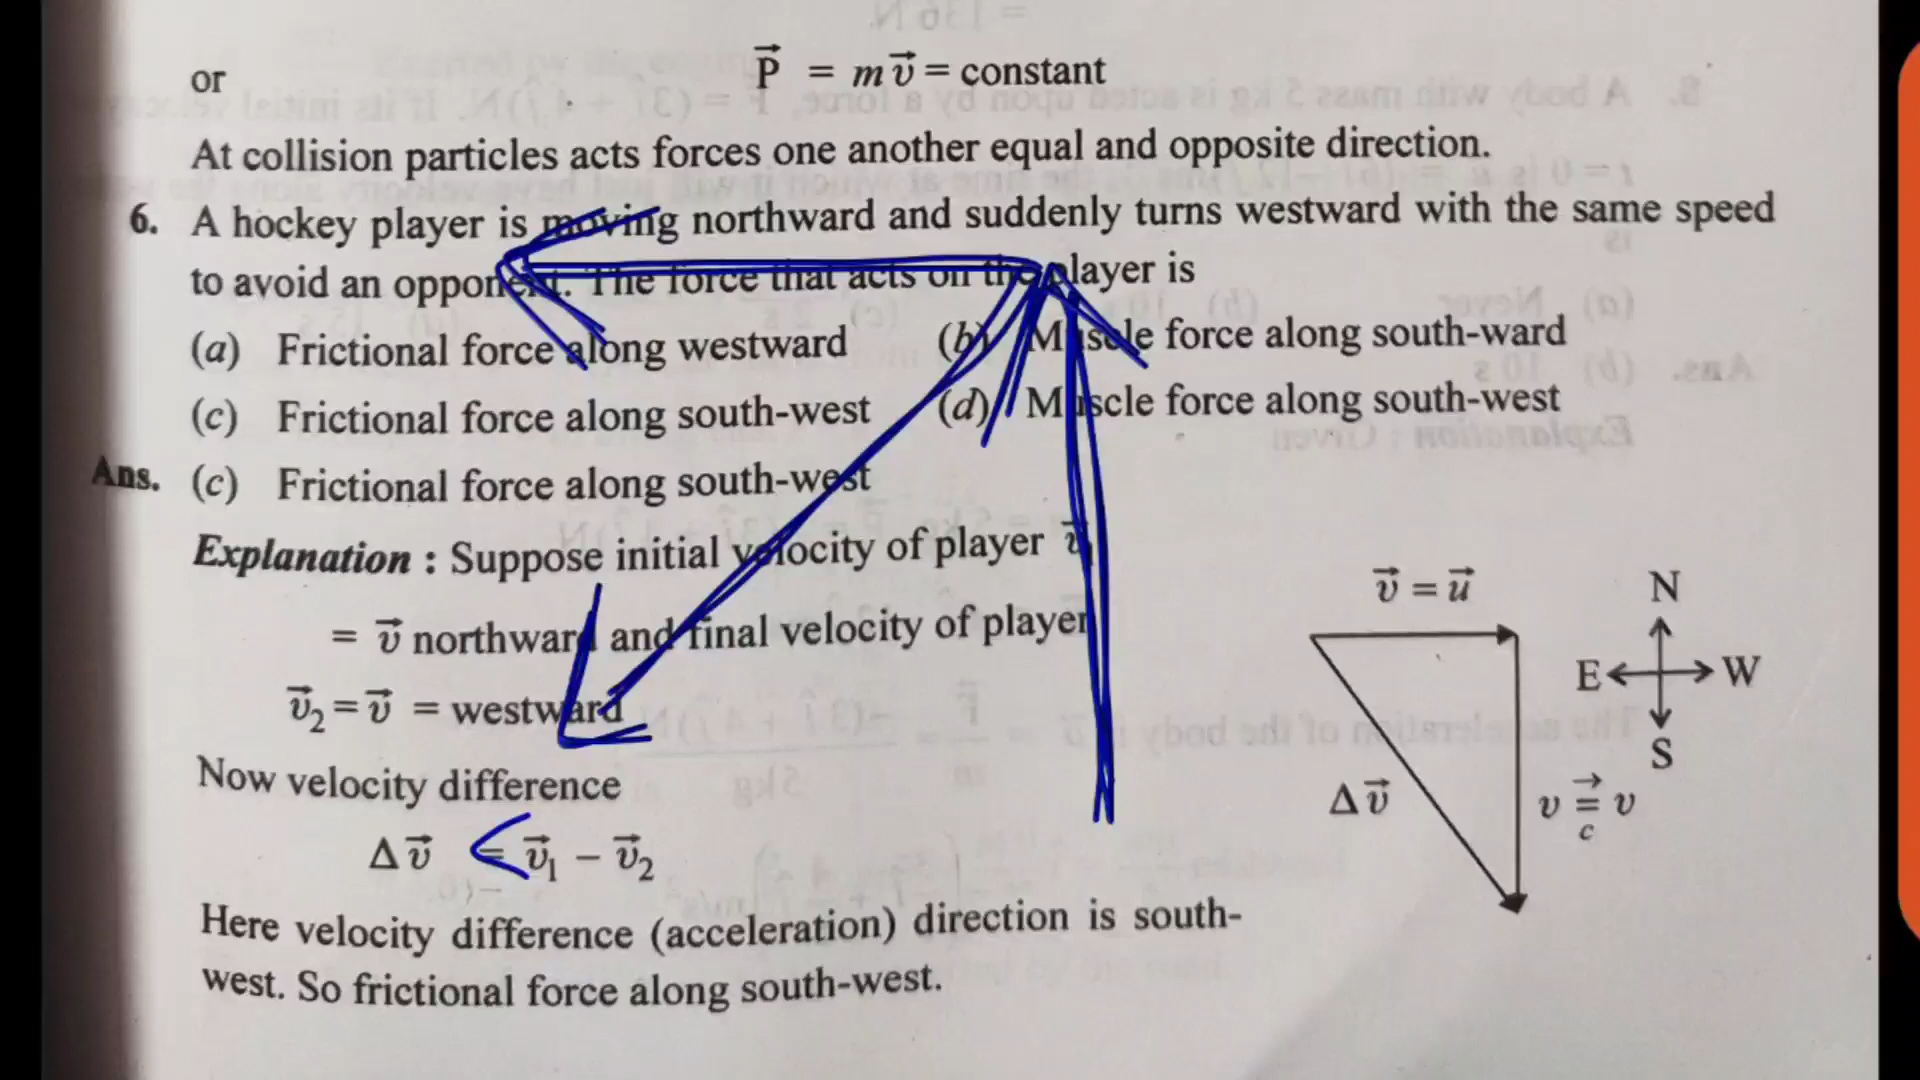 or P⃗ = m v⃗ = constant
At collision particles acts forces one another equal and opposite direction.
6. A hockey player is moving northward and suddenly turns westward with the same speed
to avoid an opponent. The force that acts on the player is
(a) Frictional force along westward (b) Muscle force along south-ward
(c) Frictional force along south-west (d) Muscle force along south-west
Ans. (c) Frictional force along south-west
Explanation : Suppose initial velocity of player v⃗₁
= v⃗ northward and final velocity of player
v⃗₂ = v⃗ = westward
Now velocity difference
Δv⃗ = v⃗₁ − v⃗₂
Here velocity difference (acceleration) direction is south-
west. So frictional force along south-west.
v⃗ = u⃗
N
E W
S
Δv⃗
v =⃗ v
c